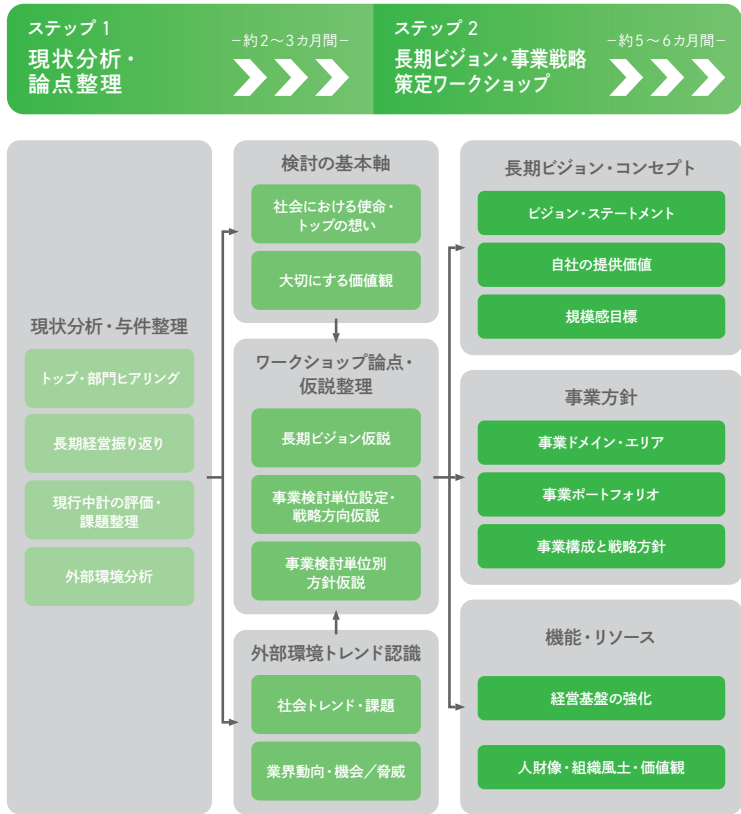 ステップ 1
現状分析・
論点整理
－約2〜3カ月間－
ステップ 2
長期ビジョン・事業戦略
策定ワークショップ
－約5〜6カ月間－
現状分析・与件整理
トップ・部門ヒアリング
長期経営振り返り
現行中計の評価・
課題整理
外部環境分析
検討の基本軸
社会における使命・
トップの想い
大切にする価値観
ワークショップ論点・
仮説整理
長期ビジョン仮説
事業検討単位設定・
戦略方向仮説
事業検討単位別
方針仮説
外部環境トレンド認識
社会トレンド・課題
業界動向・機会／脅威
長期ビジョン・コンセプト
ビジョン・ステートメント
自社の提供価値
規模感目標
事業方針
事業ドメイン・エリア
事業ポートフォリオ
事業構成と戦略方針
機能・リソース
経営基盤の強化
人財像・組織風土・価値観